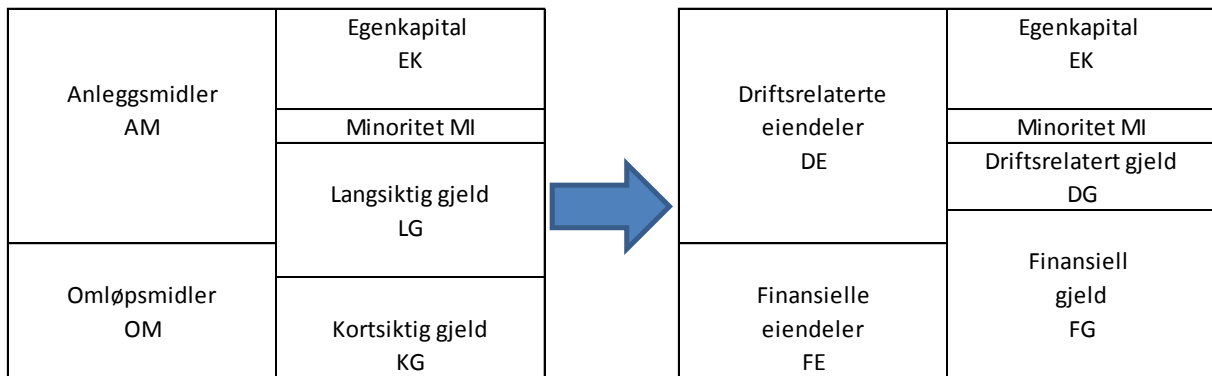 Anleggsmidler
AM
Omløpsmidler
OM
Egenkapital
EK
Minoritet MI
Langsiktig gjeld
LG
Kortsiktig gjeld
KG
Driftsrelaterte
eiendeler
DE
Finansielle
eiendeler
FE
Egenkapital
EK
Minoritet MI
Driftsrelatert gjeld
DG
Finansiell
gjeld
FG